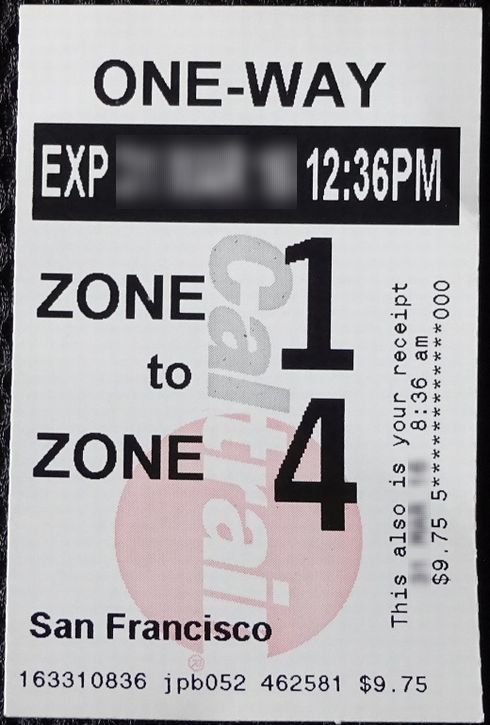 ONE-WAY
EXP 12:36PM
ZONE 1
to
ZONE 4
Caltrain
San Francisco
163310836 jpb052 462581 $9.75
This also is your receipt
8:36 am
$9.75 5***************000